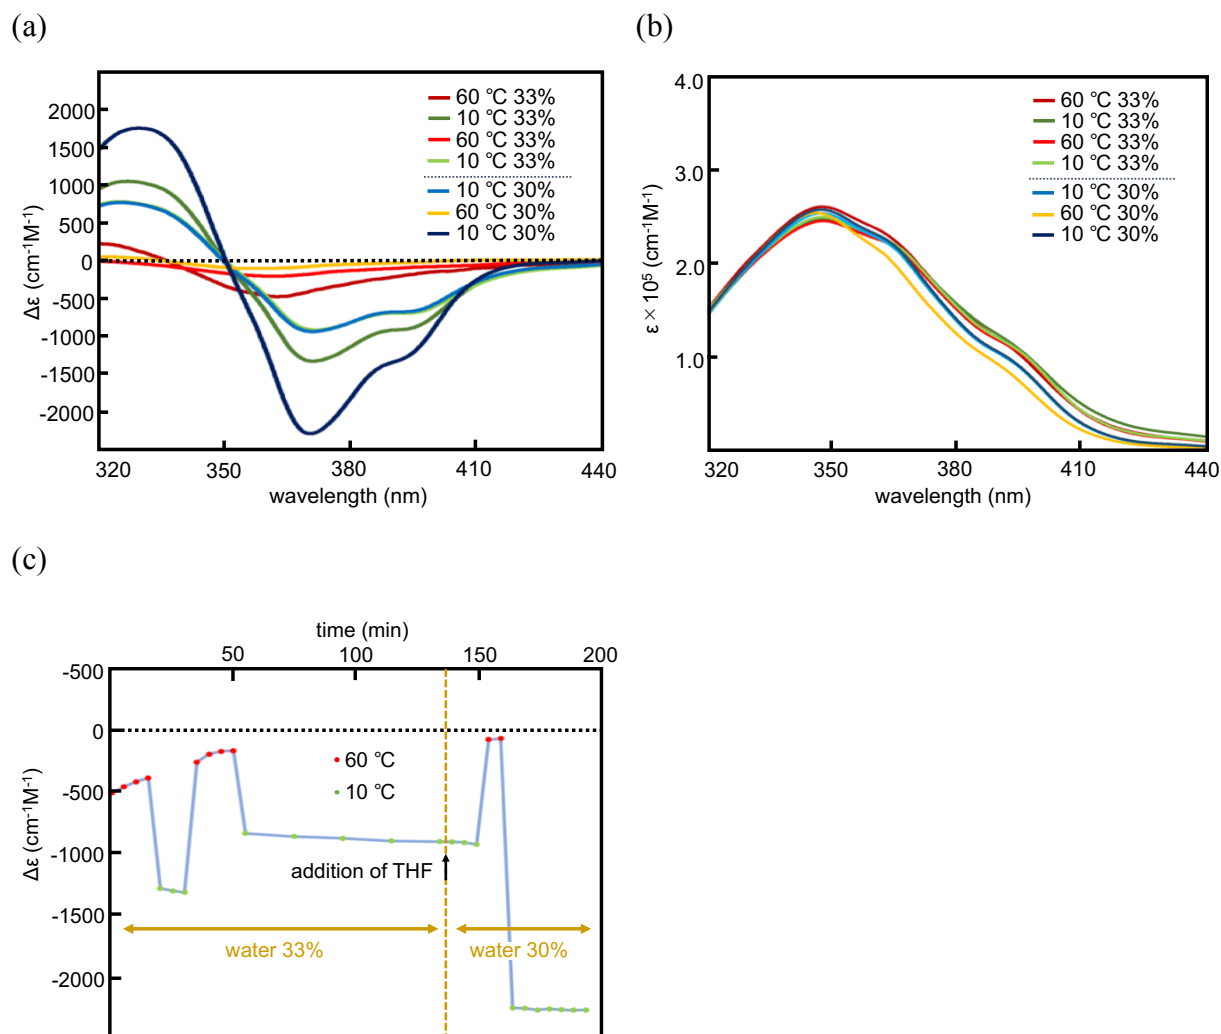 (a)
2000
1500
1000
500
0
-500
-1000
-1500
-2000
Δε (cm⁻¹M⁻¹)
60 ℃ 33%
10 ℃ 33%
60 ℃ 33%
10 ℃ 33%
10 ℃ 30%
60 ℃ 30%
10 ℃ 30%
320 350 380 410 440
wavelength (nm)
(b)
4.0
3.0
2.0
1.0
ε × 10⁵ (cm⁻¹M⁻¹)
60 ℃ 33%
10 ℃ 33%
60 ℃ 33%
10 ℃ 33%
10 ℃ 30%
60 ℃ 30%
10 ℃ 30%
320 350 380 410 440
wavelength (nm)
(c)
time (min)
50 100 150 200
-500
0
-500
-1000
-1500
-2000
Δε (cm⁻¹M⁻¹)
60 ℃
10 ℃
addition of THF
water 33%
water 30%